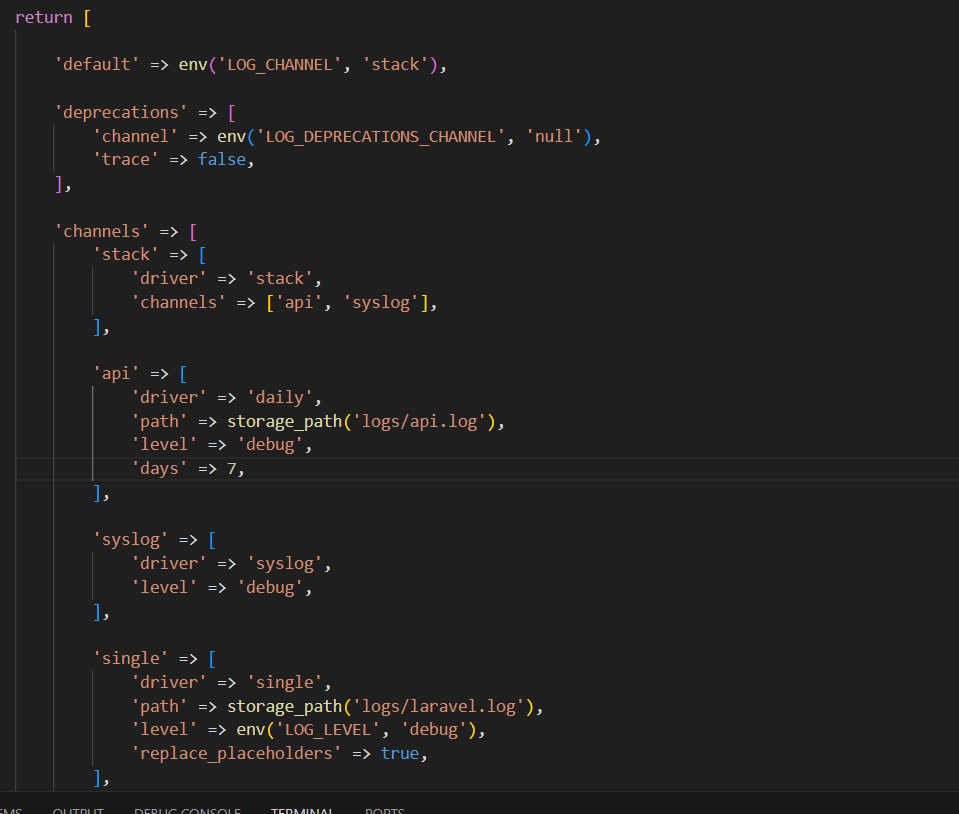 return [
'default' => env('LOG_CHANNEL', 'stack'),
'deprecations' => [
'channel' => env('LOG_DEPRECATIONS_CHANNEL', 'null'),
'trace' => false,
],
'channels' => [
'stack' => [
'driver' => 'stack',
'channels' => ['api', 'syslog'],
],
'api' => [
'driver' => 'daily',
'path' => storage_path('logs/api.log'),
'level' => 'debug',
'days' => 7,
],
'syslog' => [
'driver' => 'syslog',
'level' => 'debug',
],
'single' => [
'driver' => 'single',
'path' => storage_path('logs/laravel.log'),
'level' => env('LOG_LEVEL', 'debug'),
'replace_placeholders' => true,
],
OUTPUT DEBUG CONSOLE TERMINAL PORTS